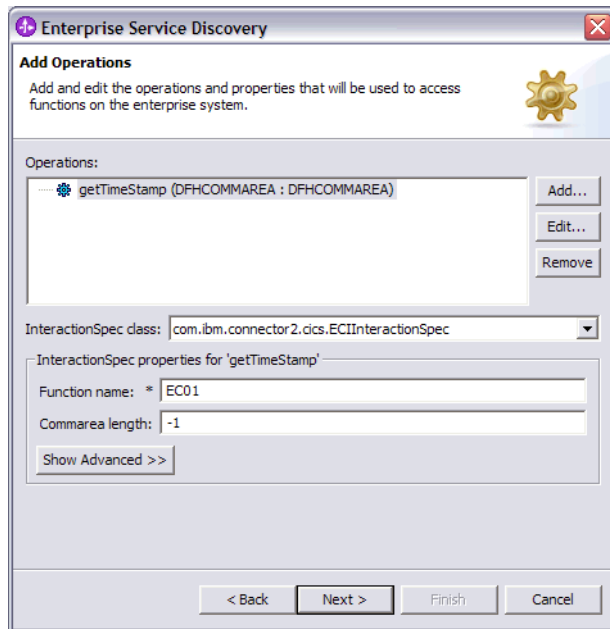 Enterprise Service Discovery
Add Operations
Add and edit the operations and properties that will be used to access
functions on the enterprise system.
Operations:
getTimeStamp (DFHCOMMAREA : DFHCOMMAREA)
Add...
Edit...
Remove
InteractionSpec class: com.ibm.connector2.cics.ECIInteractionSpec
InteractionSpec properties for 'getTimeStamp'
Function name: * EC01
Commarea length: -1
Show Advanced >>
< Back Next > Finish Cancel